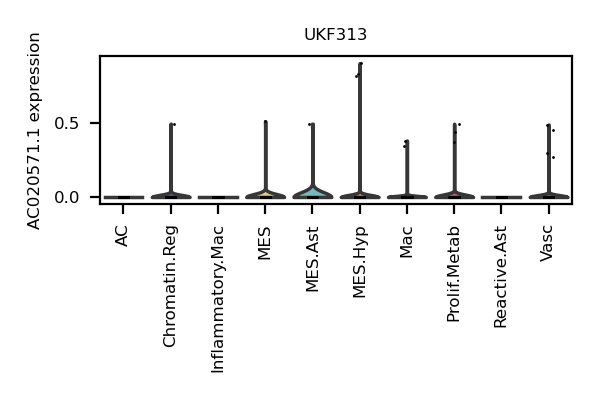 UKF313
AC020571.1 expression
0.5
0.0
AC
Chromatin.Reg
Inflammatory.Mac
MES
MES.Ast
MES.Hyp
Mac
Prolif.Metab
Reactive.Ast
Vasc